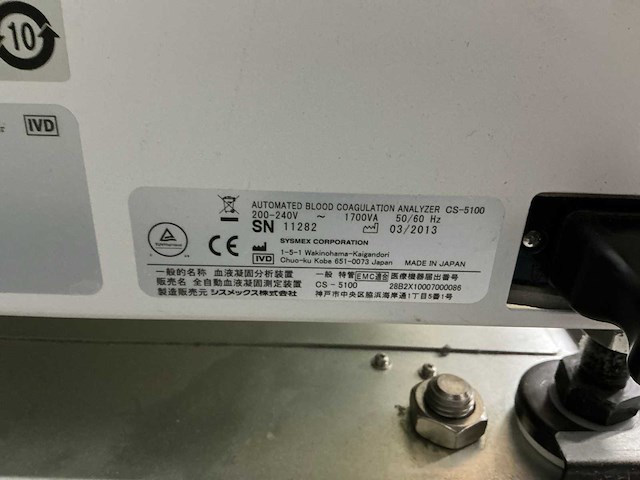 10
IVD
AUTOMATED BLOOD COAGULATION ANALYZER CS-5100
200-240V ~ 1700VA 50/60 Hz
SN 11282 03/2013
CE
SYSMEX CORPORATION
IVD
1-5-1 Wakinohama-Kaigandori
Chuo-ku Kobe 651-0073 Japan MADE IN JAPAN
一般的名称 血液凝固分析装置 一般 特管 EMC適合 医療機器届出番号
販売名 全自動血液凝固測定装置 CS-5100 28B2X10007000086
製造販売元 シスメックス株式会社 神戸市中央区脇浜海岸通1丁目5番1号